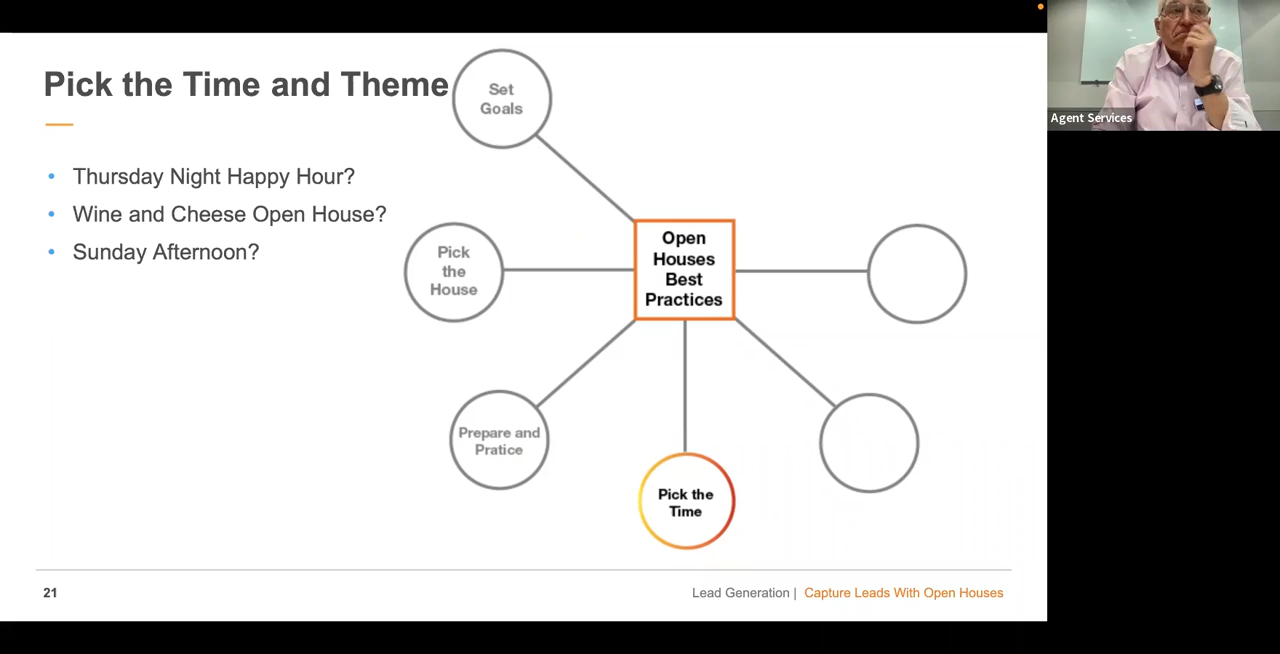 Pick the Time and Theme
Thursday Night Happy Hour?
Wine and Cheese Open House?
Sunday Afternoon?
Set
Goals
Pick
the
House
Prepare and
Pratice
Pick the
Time
Open
Houses
Best
Practices
21
Lead Generation | Capture Leads With Open Houses
Agent Services